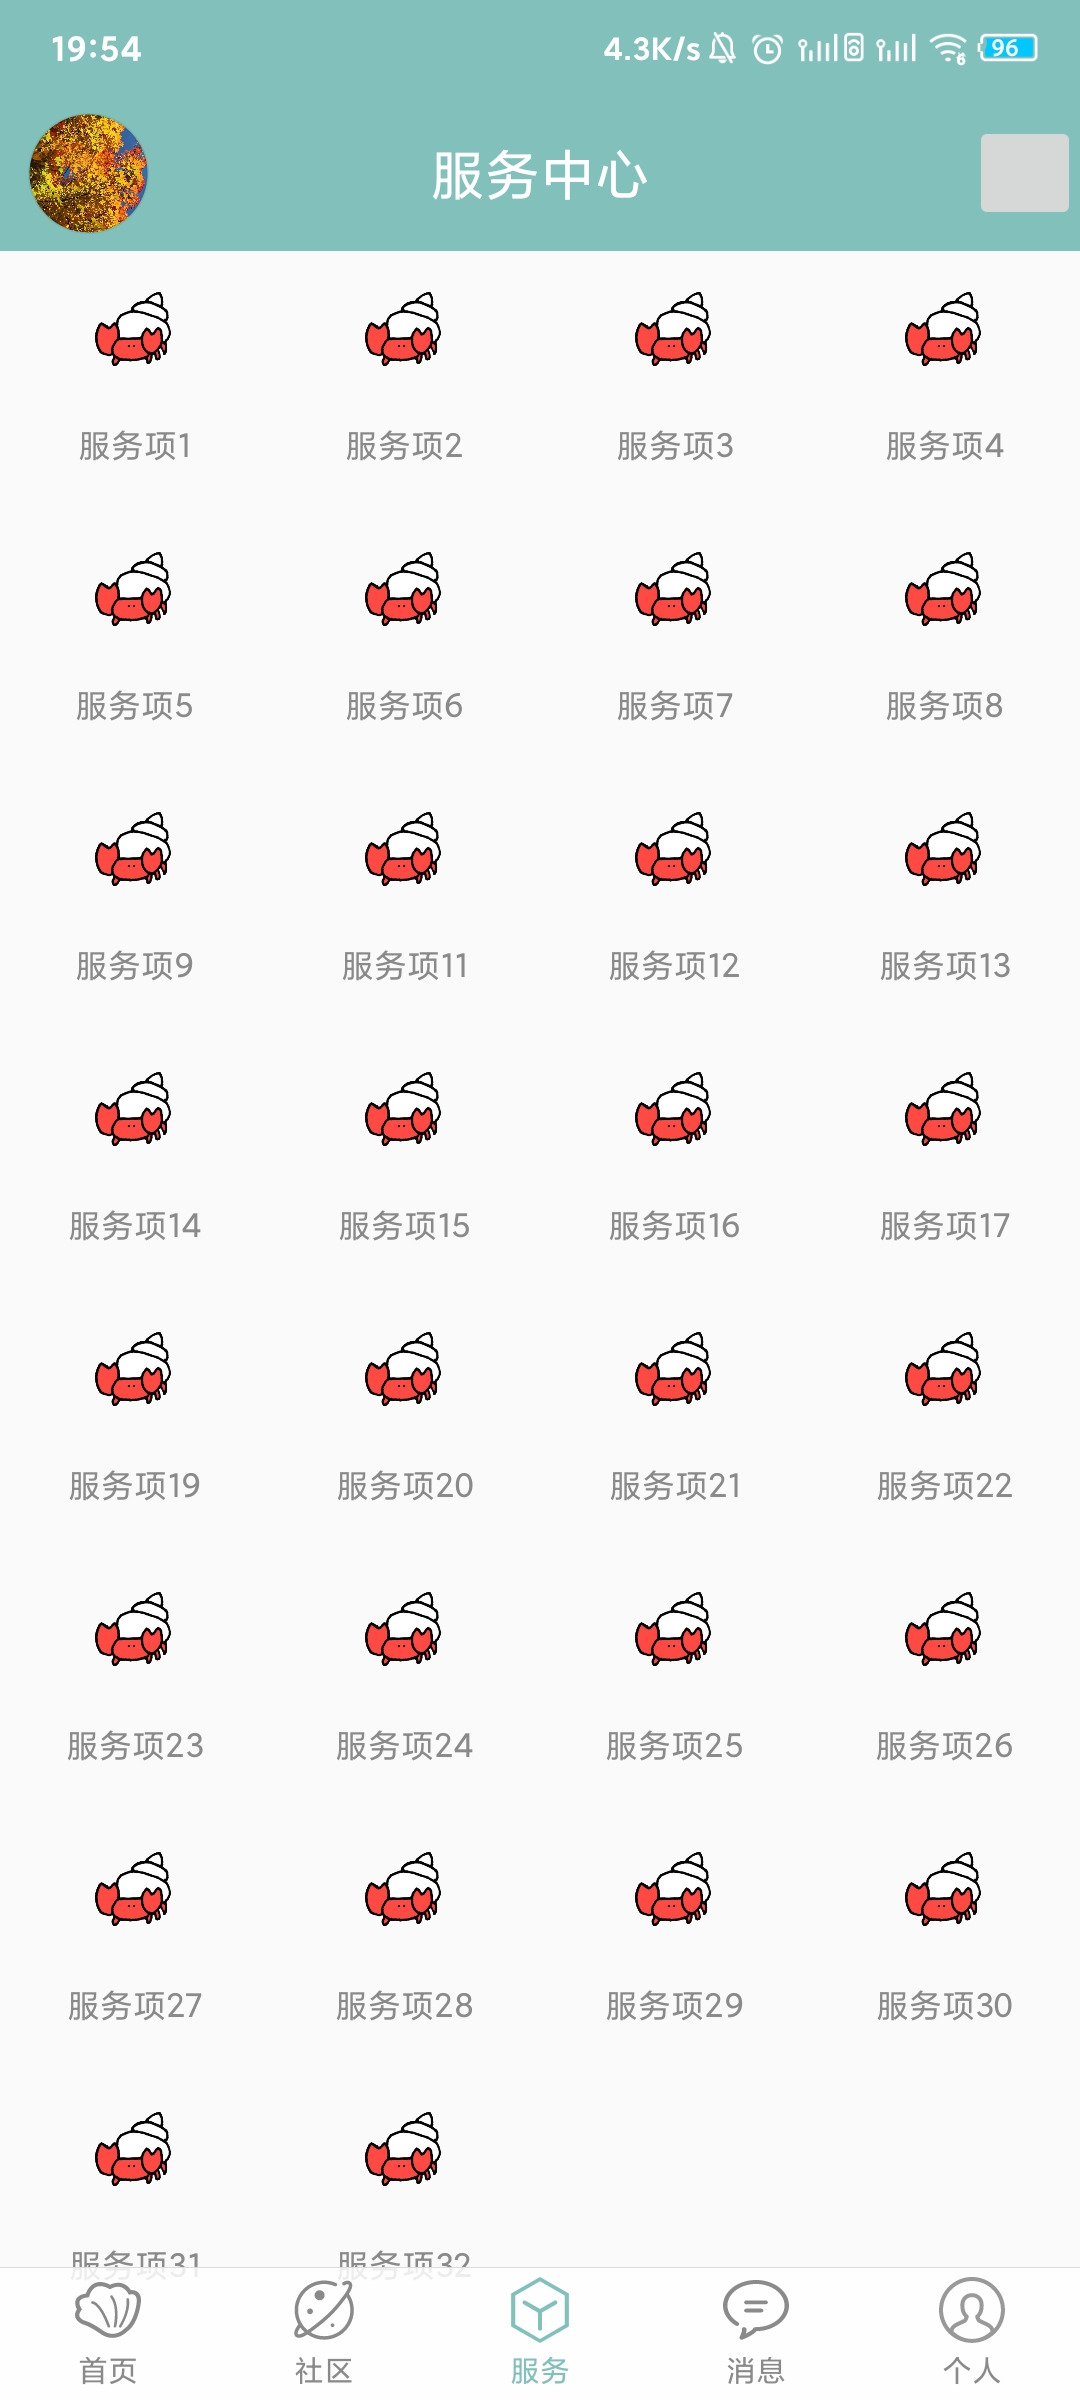 19:54 4.3K/s 6 96
服务中心
服务项1 服务项2 服务项3 服务项4
服务项5 服务项6 服务项7 服务项8
服务项9 服务项11 服务项12 服务项13
服务项14 服务项15 服务项16 服务项17
服务项19 服务项20 服务项21 服务项22
服务项23 服务项24 服务项25 服务项26
服务项27 服务项28 服务项29 服务项30
服务项31 服务项32
首页 社区 服务 消息 个人